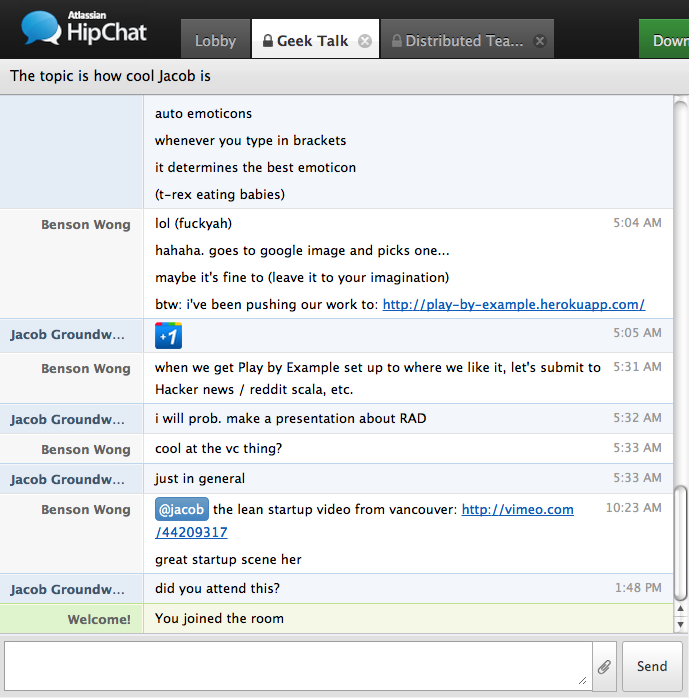 Atlassian
HipChat
Lobby
Geek Talk
Distributed Tea...
Down
The topic is how cool Jacob is
auto emoticons
whenever you type in brackets
it determines the best emoticon
(t-rex eating babies)
Benson Wong
lol (fuckyah)
5:04 AM
hahaha. goes to google image and picks one...
maybe it's fine to (leave it to your imagination)
btw: i've been pushing our work to: http://play-by-example.herokuapp.com/
Jacob Groundw...
+1
5:05 AM
Benson Wong
when we get Play by Example set up to where we like it, let's submit to
5:31 AM
Hacker news / reddit scala, etc.
Jacob Groundw...
i will prob. make a presentation about RAD
5:32 AM
Benson Wong
cool at the vc thing?
5:33 AM
Jacob Groundw...
just in general
5:33 AM
Benson Wong
@jacob the lean startup video from vancouver: http://vimeo.com
10:23 AM
/44209317
great startup scene her
Jacob Groundw...
did you attend this?
1:48 PM
Welcome!
You joined the room
Send